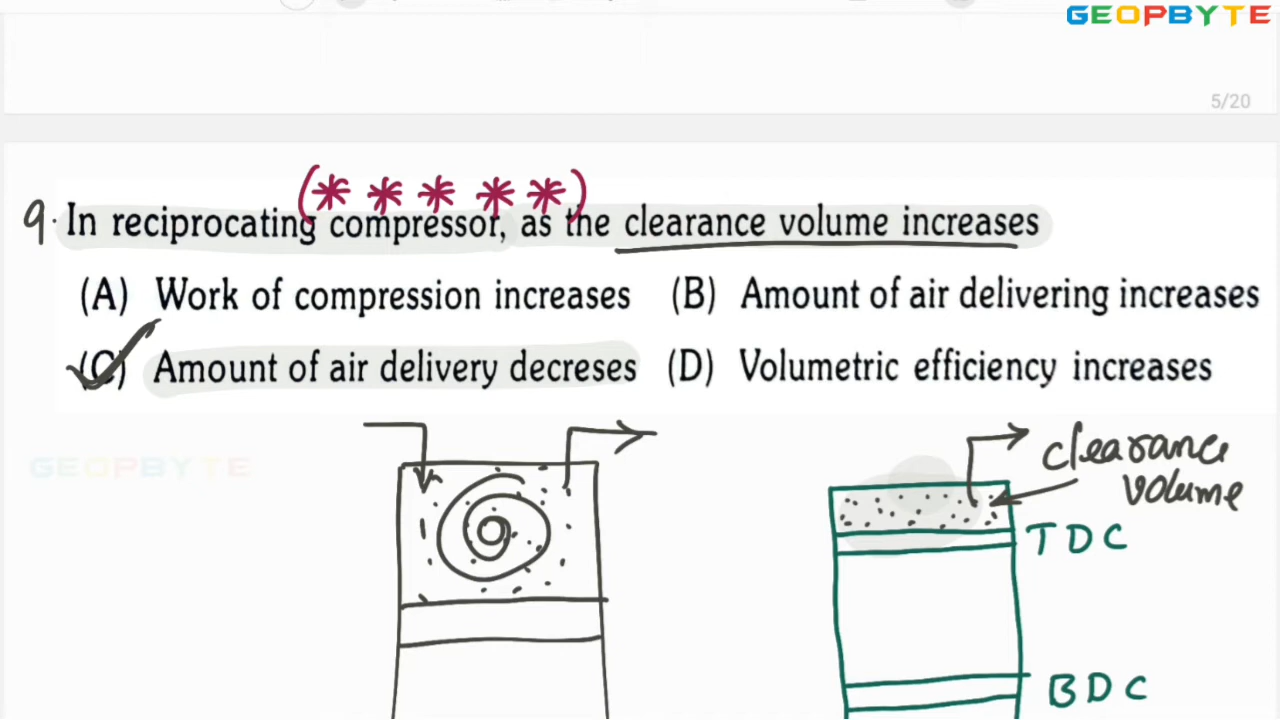 GEOPBYTE
5/20
(*****)
9. In reciprocating compressor, as the clearance volume increases
(A) Work of compression increases (B) Amount of air delivering increases
(C) Amount of air delivery decreses (D) Volumetric efficiency increases
GEOPBYTE
clearance
volume
TDC
BDC